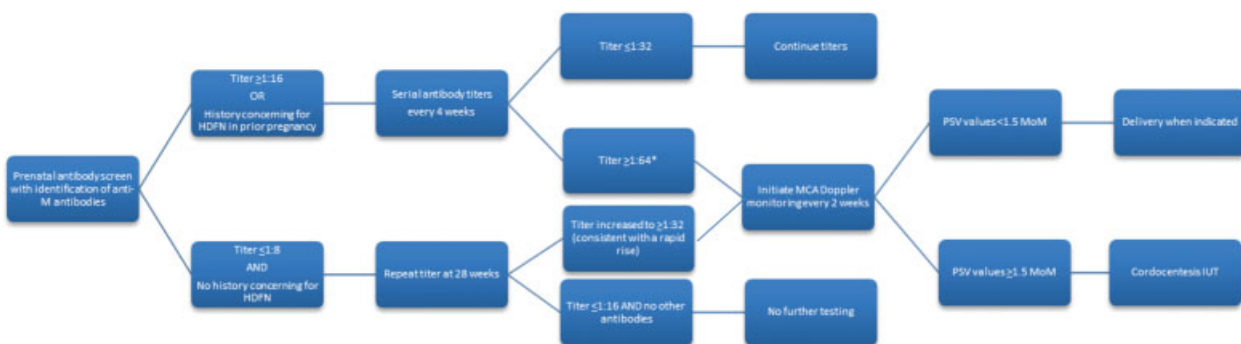 Prenatal antibody screen
with identification of anti-
M antibodies
Titer ≥1:16
OR
History concerning for
HDFN in prior pregnancy
Titer ≤1:8
AND
No history concerning for
HDFN
Serial antibody titers
every 4 weeks
Repeat titer at 28 weeks
Titer ≤1:32
Titer ≥1:64*
Titer increased to ≥1:32
(consistent with a rapid
rise)
Titer ≤1:16 AND no other
antibodies
Continue titers
Initiate MCA Doppler
monitoring every 2 weeks
No further testing
PSV values <1.5 MoM
PSV values ≥1.5 MoM
Delivery when indicated
Cordocentesis IUT